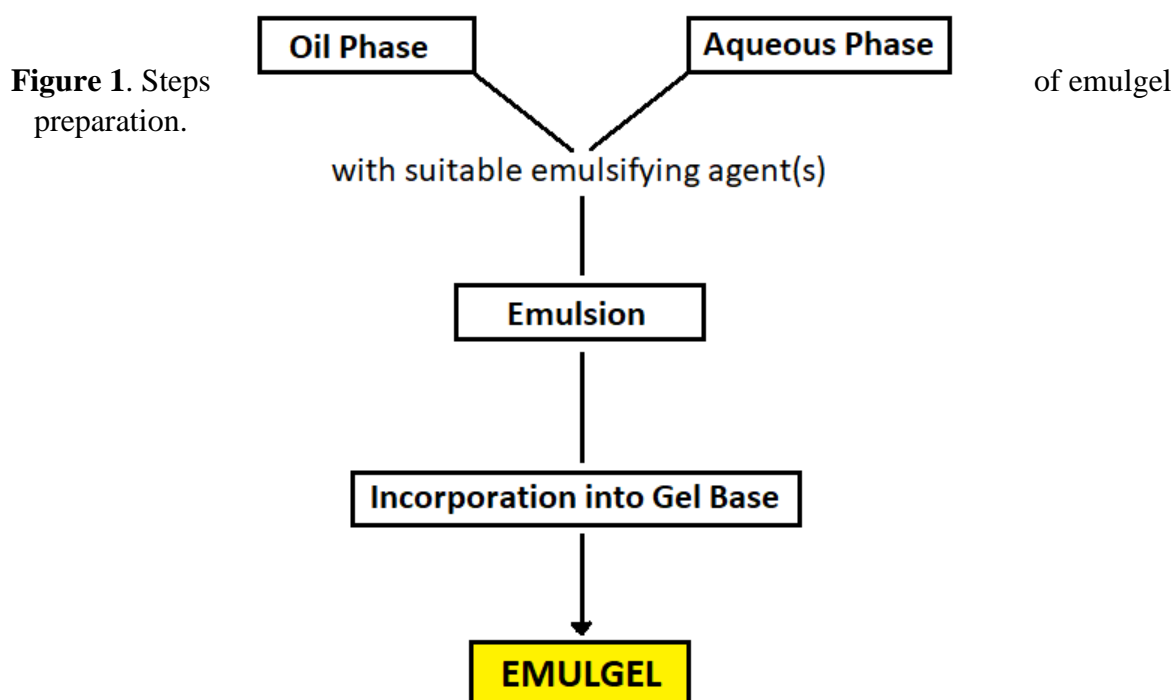 Oil Phase
Aqueous Phase
Figure 1. Steps of emulgel
preparation.
with suitable emulsifying agent(s)
Emulsion
Incorporation into Gel Base
EMULGEL